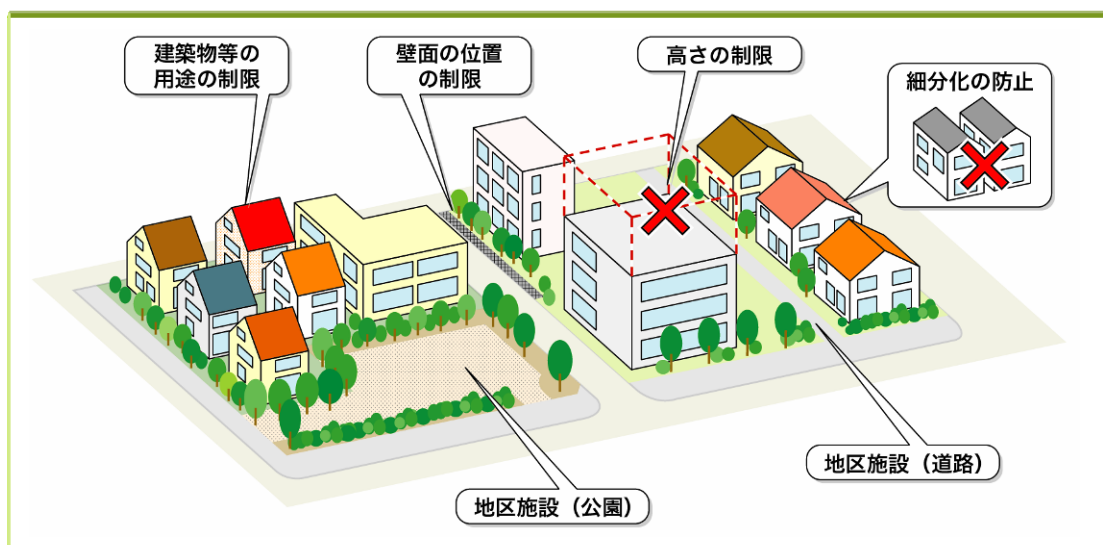 建築物等の
用途の制限
壁面の位置
の制限
高さの制限
細分化の防止
地区施設（道路）
地区施設（公園）